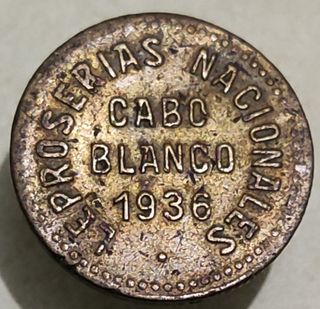 LEPROSERIAS NACIONALES
CABO
BLANCO
1936